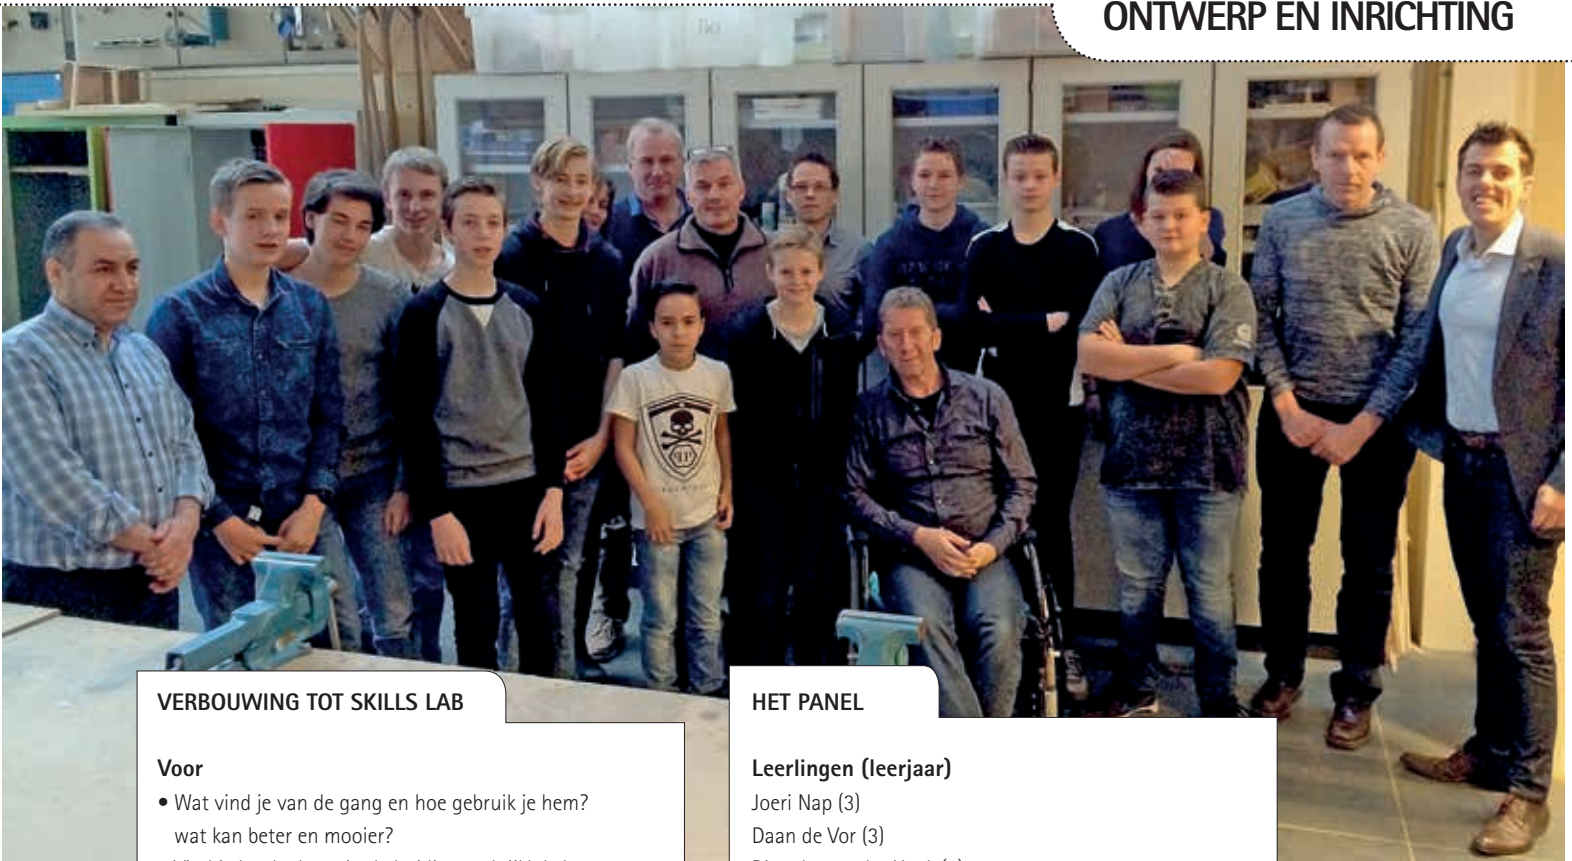 ONTWERP EN INRICHTING
VERBOUWING TOT SKILLS LAB
Voor
• Wat vind je van de gang en hoe gebruik je hem?
wat kan beter en mooier?
HET PANEL
Leerlingen (leerjaar)
Joeri Nap (3)
Daan de Vor (3)